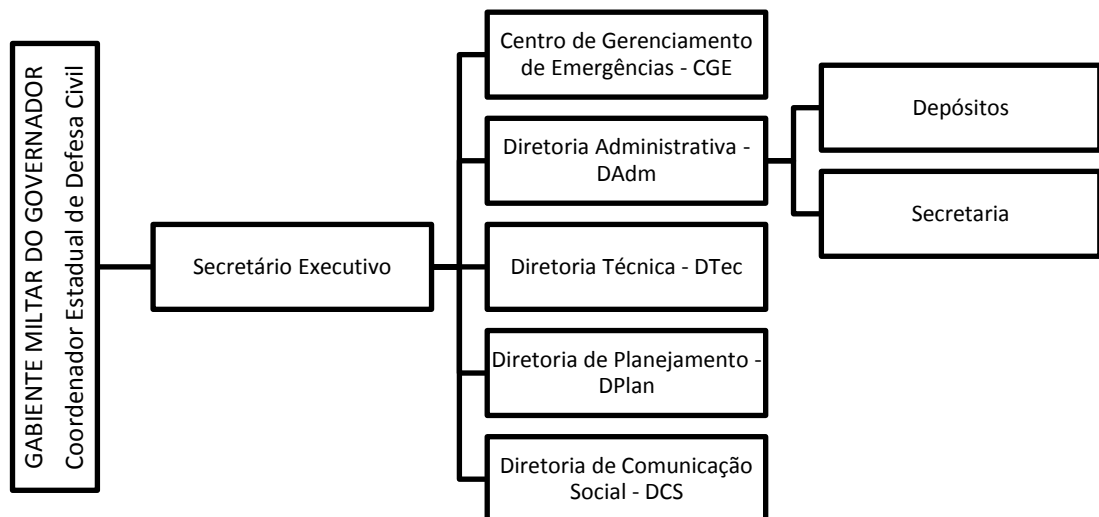 GABIENTE MILTAR DO GOVERNADOR
Coordenador Estadual de Defesa Civil
Secretário Executivo
Centro de Gerenciamento
de Emergências - CGE
Diretoria Administrativa -
DAdm
Diretoria Técnica - DTec
Diretoria de Planejamento -
DPlan
Diretoria de Comunicação
Social - DCS
Depósitos
Secretaria